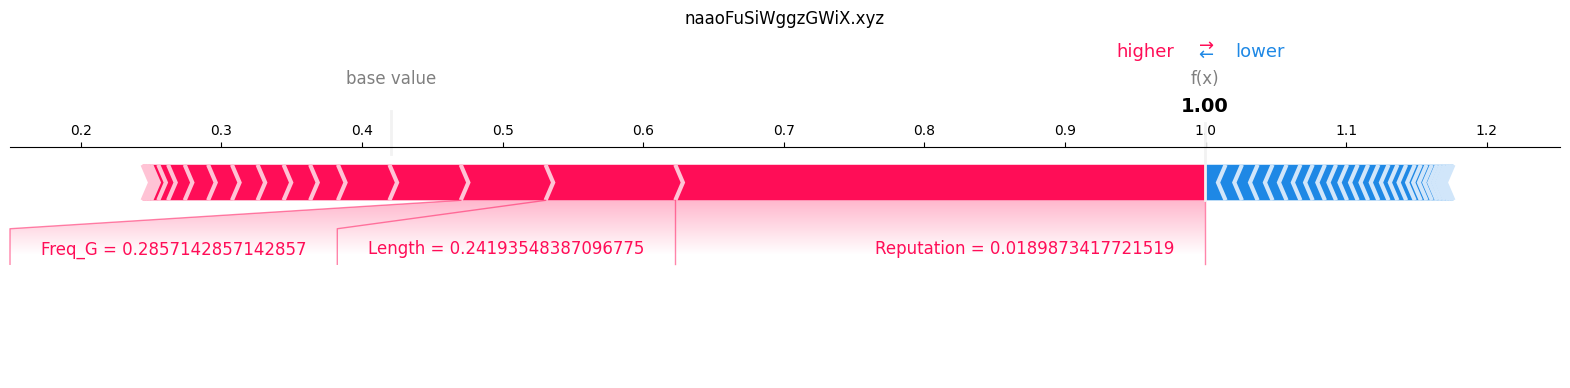 naaoFuSiWggzGWiX.xyz
higher ⇄ lower
base value f(x)
1.00
0.2 0.3 0.4 0.5 0.6 0.7 0.8 0.9 1.0 1.1 1.2
Freq_G = 0.2857142857142857 Length = 0.24193548387096775 Reputation = 0.0189873417721519